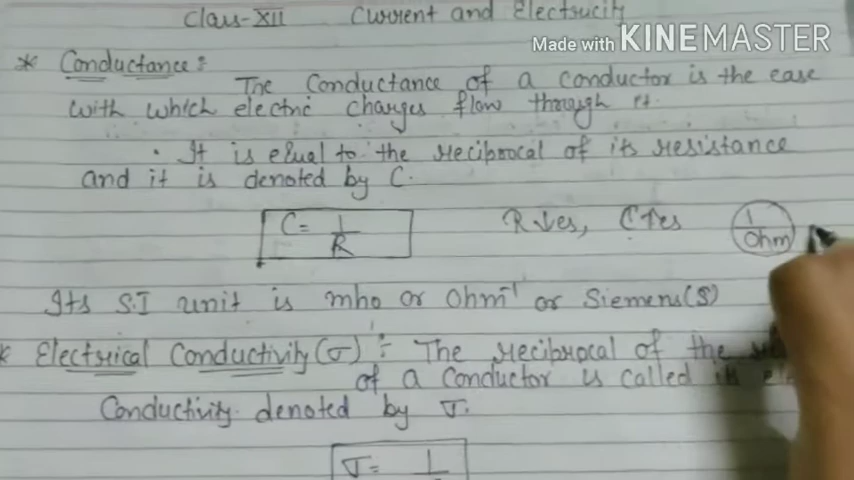 Class-XII Current and Electricity
Made with KINEMASTER
* Conductance :
The Conductance of a conductor is the ease
with which electric charges flow through it.
· It is equal to the reciprocal of its resistance
and it is denoted by C.
C = 1/R R↓es, C↑es 1/Ohm
Its S.I unit is mho or Ohm⁻¹ or Siemens(S)
* Electrical Conductivity (σ) :- The reciprocal of the
of a Conductor is called its
Conductivity denoted by σ.
σ = 1